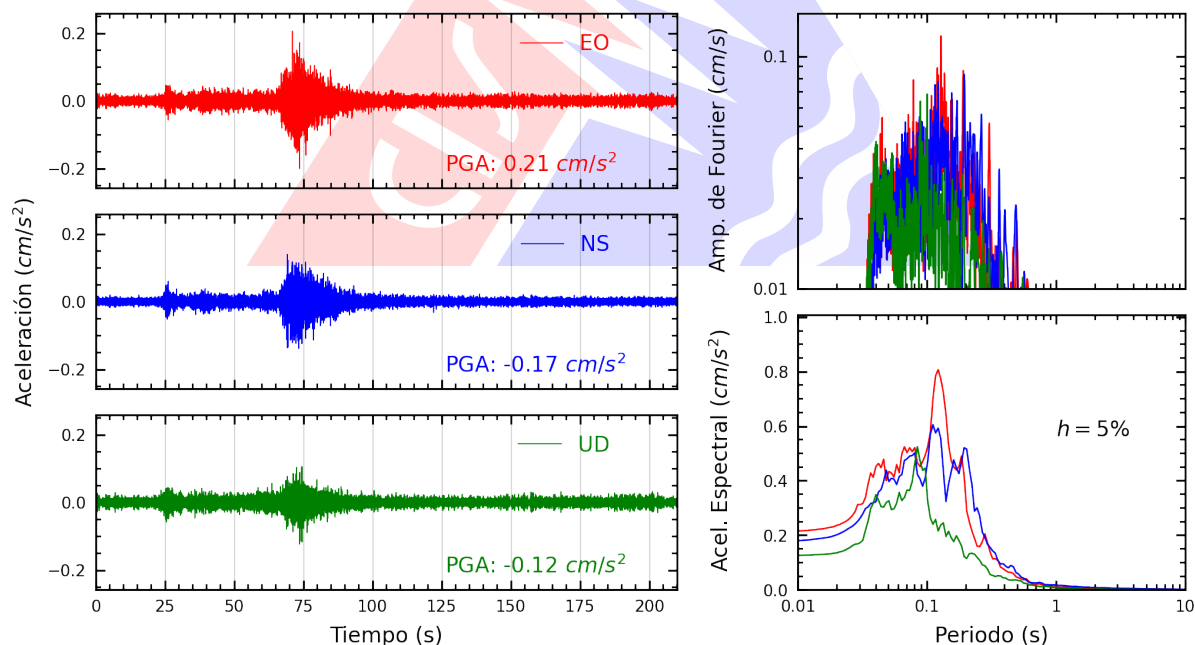 Aceleración (cm/s²)
0.2
0.0
−0.2
EO
PGA: 0.21 cm/s²
0.2
0.0
−0.2
NS
PGA: -0.17 cm/s²
0.2
0.0
−0.2
UD
PGA: -0.12 cm/s²
0 25 50 75 100 125 150 175 200
Tiempo (s)
Amp. de Fourier (cm/s)
0.1
0.01
Acel. Espectral (cm/s²)
1.0
0.8
0.6
0.4
0.2
0.0
h = 5%
0.01 0.1 1 10
Periodo (s)